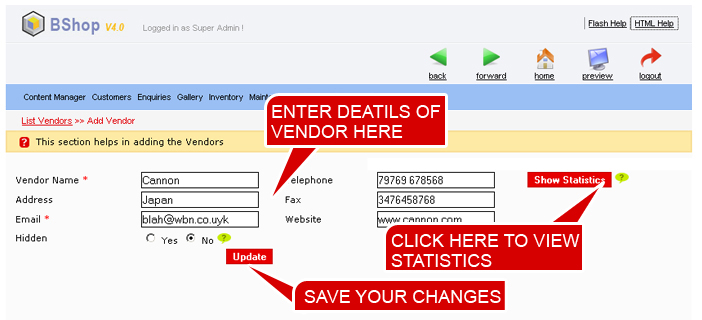 BShop V4.0 Logged in as Super Admin ! Flash Help HTML Help
back forward home preview logout
Content Manager Customers Enquiries Gallery Inventory
List Vendors >> Add Vendor
ENTER DEATILS OF
VENDOR HERE
? This section helps in adding the Vendors
Vendor Name * Cannon Telephone 79769 678568 Show Statistics ?
Address Japan Fax 3476458768
Email * blah@wbn.co.uyk Website www.cannon.com
Hidden Yes No ?
CLICK HERE TO VIEW
STATISTICS
Update
SAVE YOUR CHANGES